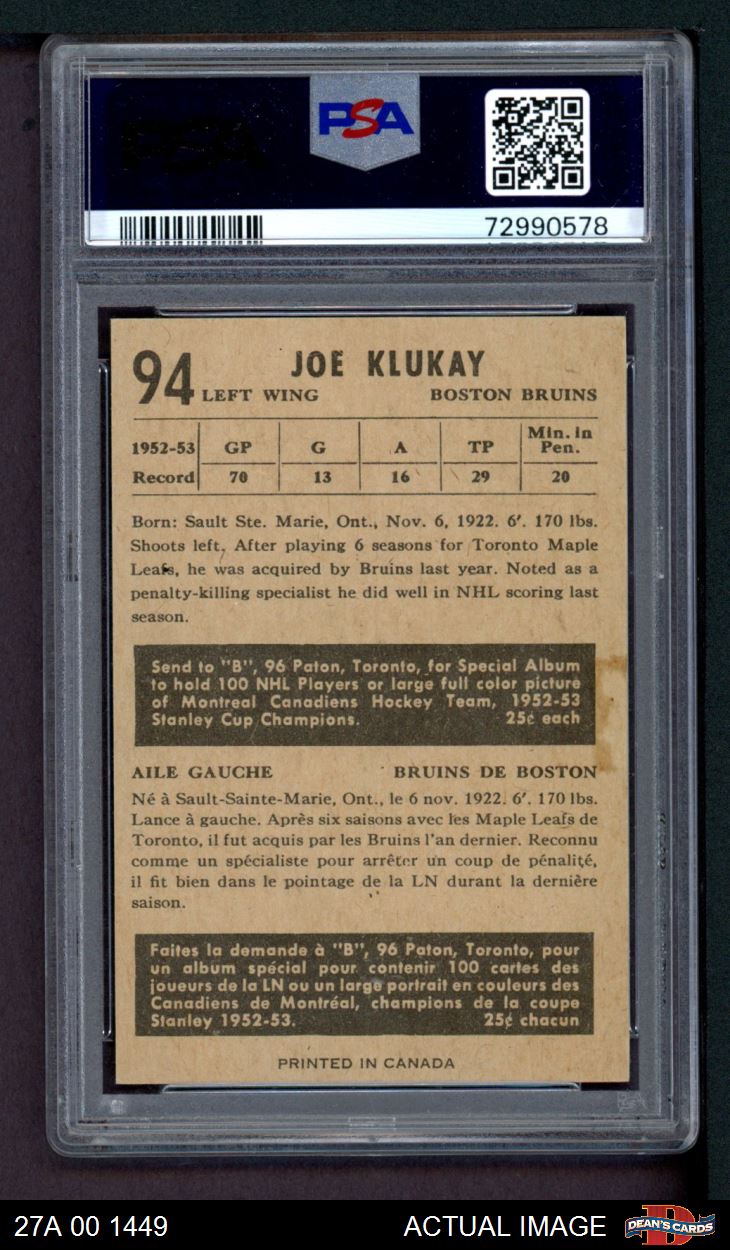 PSA
72990578
94 JOE KLUKAY
LEFT WING BOSTON BRUINS
1952-53 GP G A TP Min. in Pen.
Record 70 13 16 29 20
Born: Sault Ste. Marie, Ont., Nov. 6, 1922. 6'. 170 lbs.
Shoots left. After playing 6 seasons for Toronto Maple
Leafs, he was acquired by Bruins last year. Noted as a
penalty-killing specialist he did well in NHL scoring last
season.
Send to "B", 96 Paton, Toronto, for Special Album
to hold 100 NHL Players or large full color picture
of Montreal Canadiens Hockey Team, 1952-53
Stanley Cup Champions. 25¢ each
AILE GAUCHE BRUINS DE BOSTON
Né à Sault-Sainte-Marie, Ont., le 6 nov. 1922. 6'. 170 lbs.
Lance à gauche. Après six saisons avec les Maple Leafs de
Toronto, il fut acquis par les Bruins l'an dernier. Reconnu
comme un spécialiste pour arrêter un coup de pénalité,
il fit bien dans le pointage de la LN durant la dernière
saison.
Faites la demande à "B", 96 Paton, Toronto, pour
un album spécial pour contenir 100 cartes des
joueurs de la LN ou un large portrait en couleurs des
Canadiens de Montréal, champions de la coupe
Stanley 1952-53. 25¢ chacun
PRINTED IN CANADA
27A 00 1449 ACTUAL IMAGE DEAN'S CARDS